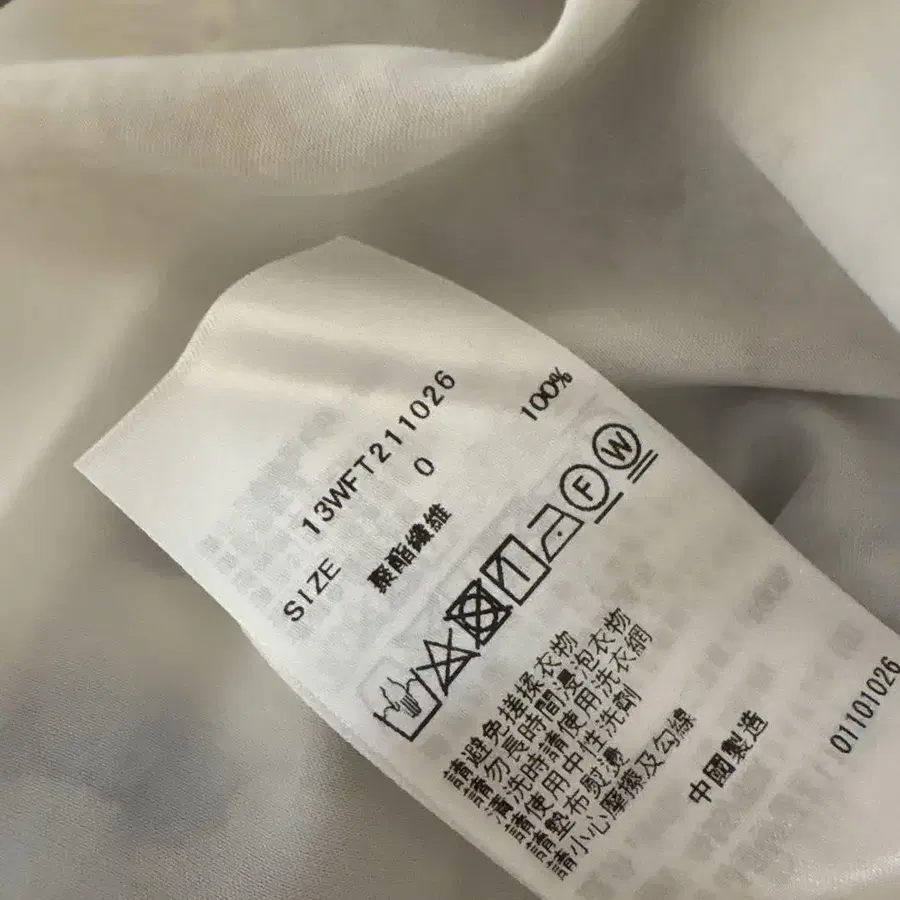 13WFT211026
SIZE 0
聚酯纖維 100%
F W
請避免搓揉衣物
請勿長時間浸泡衣物
清洗時請使用洗衣網
請使用中性洗劑
請墊布熨燙
請小心摩擦及勾線
中國製造
01101026